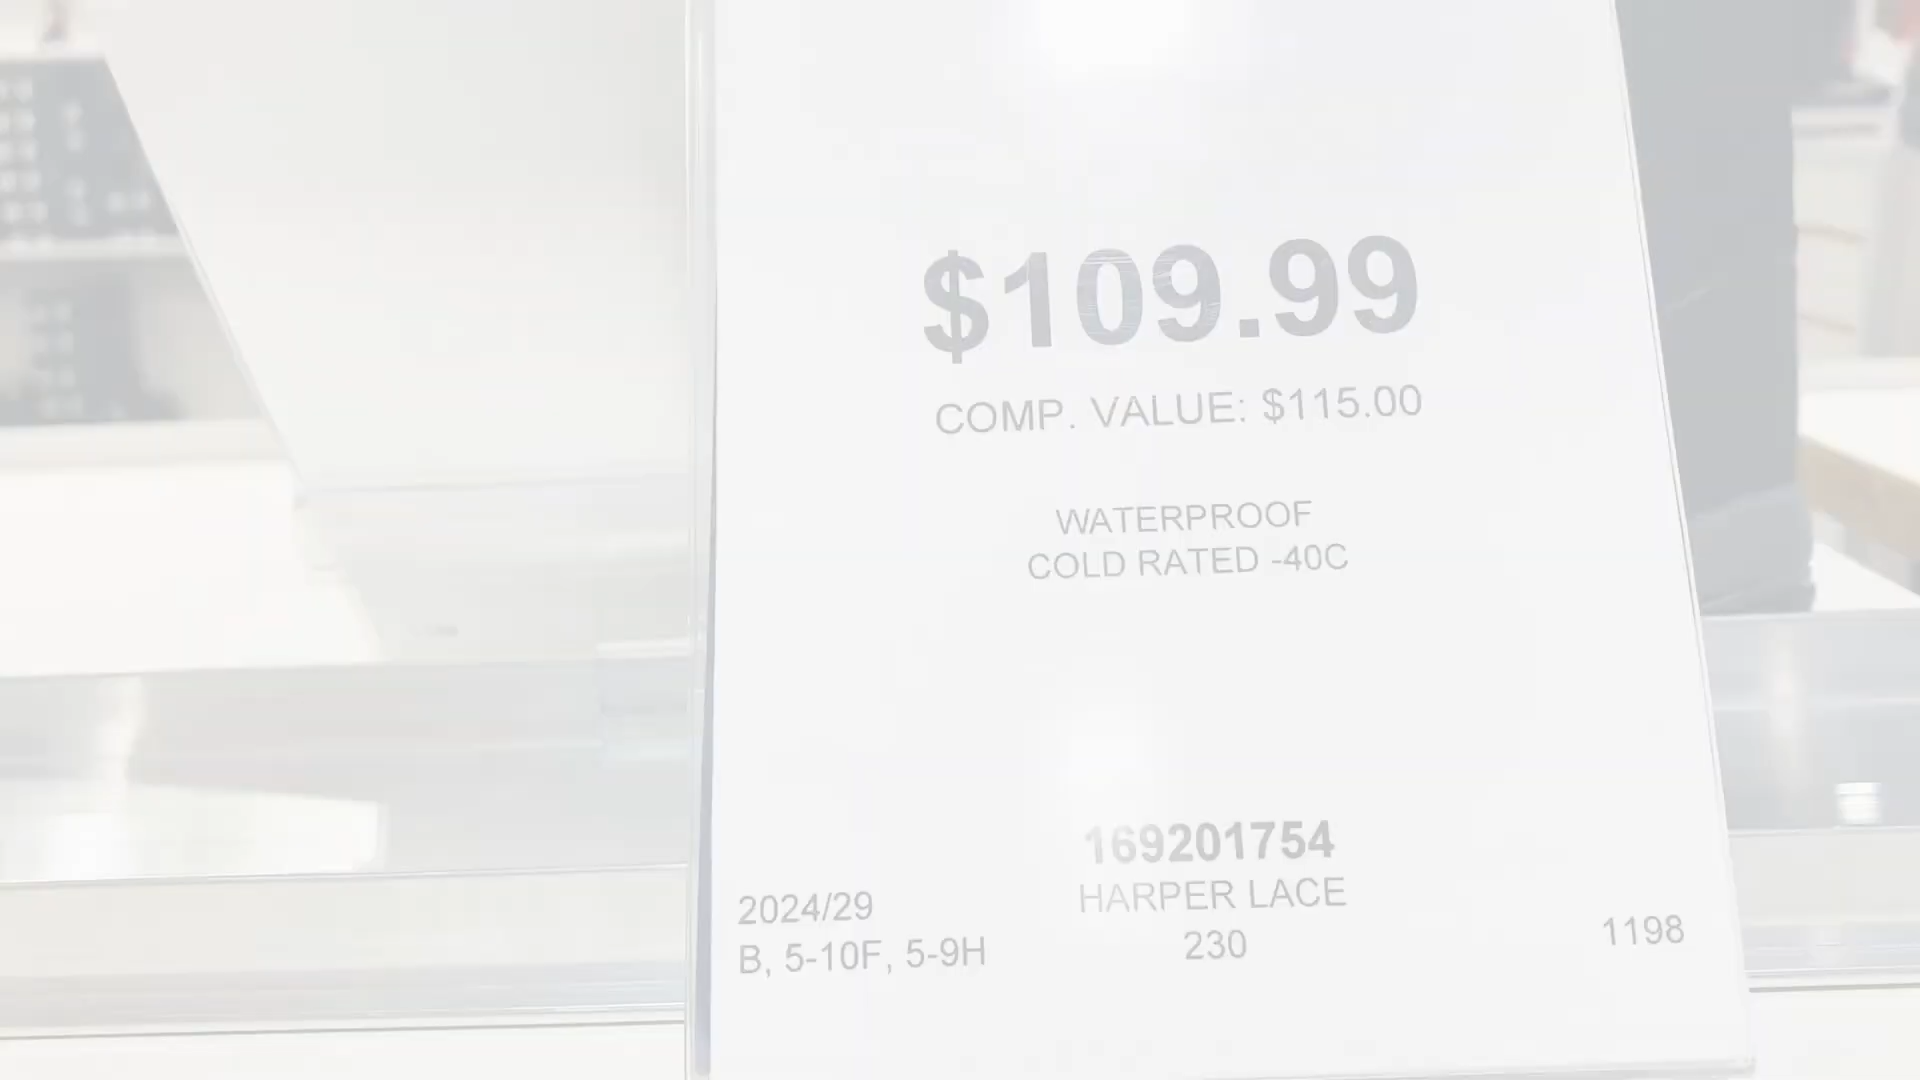 $109.99
COMP. VALUE: $115.00
WATERPROOF
COLD RATED -40C
169201754
HARPER LACE
230
2024/29
B, 5-10F, 5-9H
1198